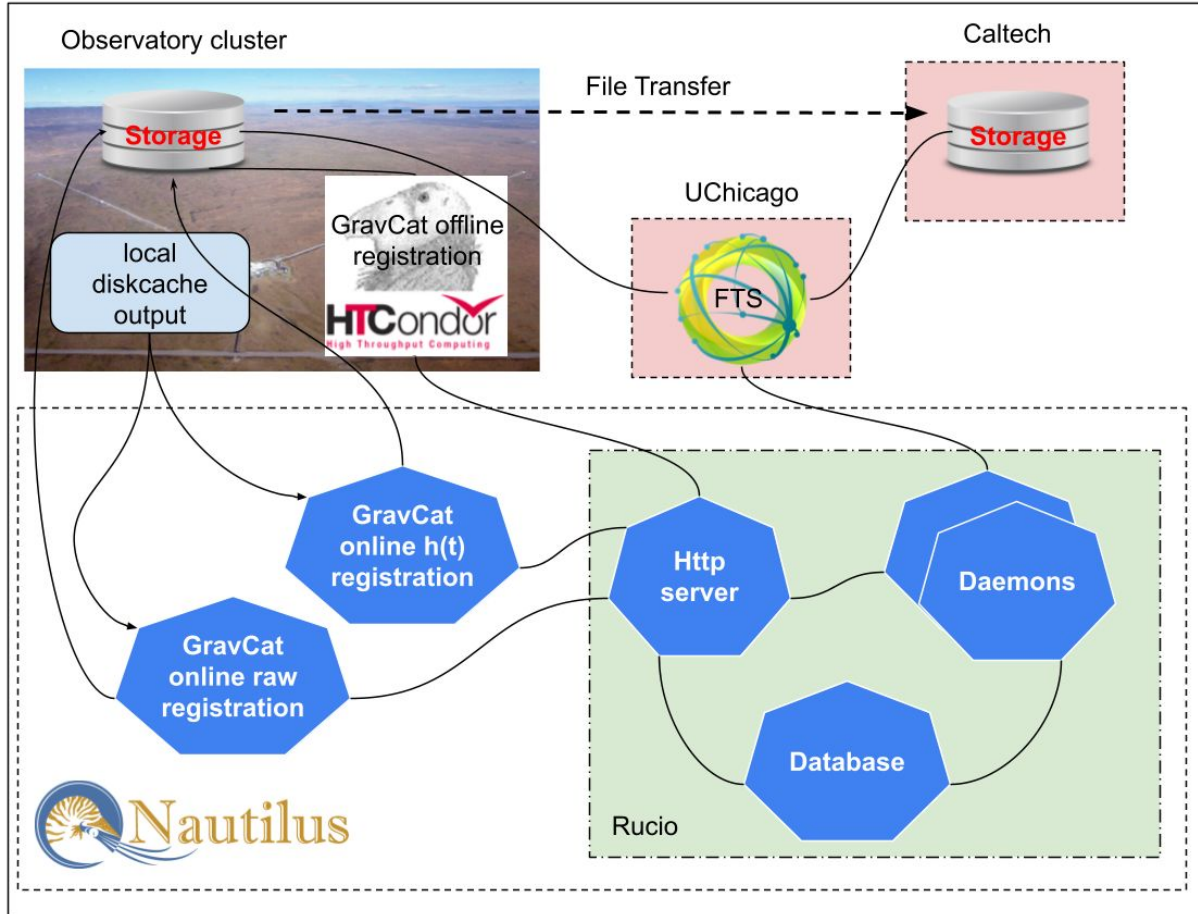 Observatory cluster
Caltech
File Transfer
Storage
Storage
UChicago
GravCat offline
registration
local
diskcache
output
FTS
HTCondor
High Throughput Computing
GravCat
online h(t)
registration
Http
server
Daemons
GravCat
online raw
registration
Database
Nautilus
Rucio